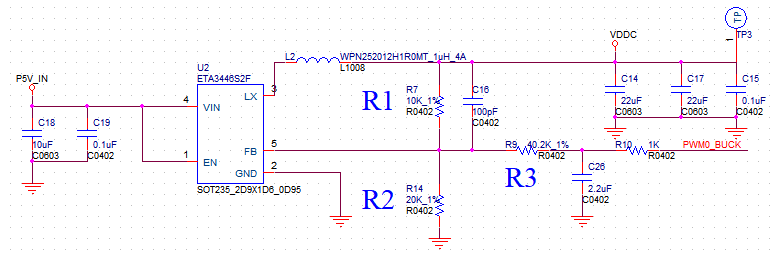 TP
TP3
VDDC
L2
WPN252012H1R0MT_1uH_4A
L1008
U2
ETA3446S2F
P5V_IN
4
VIN
LX
3
C18
10uF
C0603
C19
0.1uF
C0402
1
EN
FB
5
GND
2
SOT235_2D9X1D6_0D95
R1
R7
10K_1%
R0402
C16
100pF
C0402
C14
22uF
C0603
C17
22uF
C0603
C15
0.1uF
C0402
R9
40.2K_1%
R0402
R3
R10
1K
R0402
PWM0_BUCK
C26
2.2uF
C0402
R2
R14
20K_1%
R0402